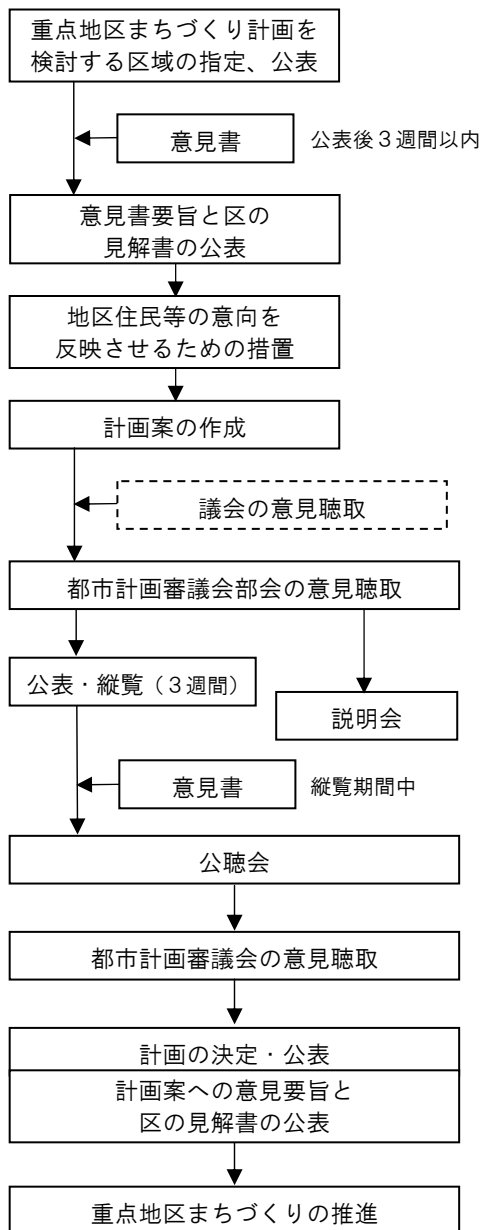 重点地区まちづくり計画を
検討する区域の指定、公表
意見書
公表後３週間以内
意見書要旨と区の
見解書の公表
地区住民等の意向を
反映させるための措置
計画案の作成
議会の意見聴取
都市計画審議会部会の意見聴取
公表・縦覧（３週間）
説明会
意見書
縦覧期間中
公聴会
都市計画審議会の意見聴取
計画の決定・公表
計画案への意見要旨と
区の見解書の公表
重点地区まちづくりの推進